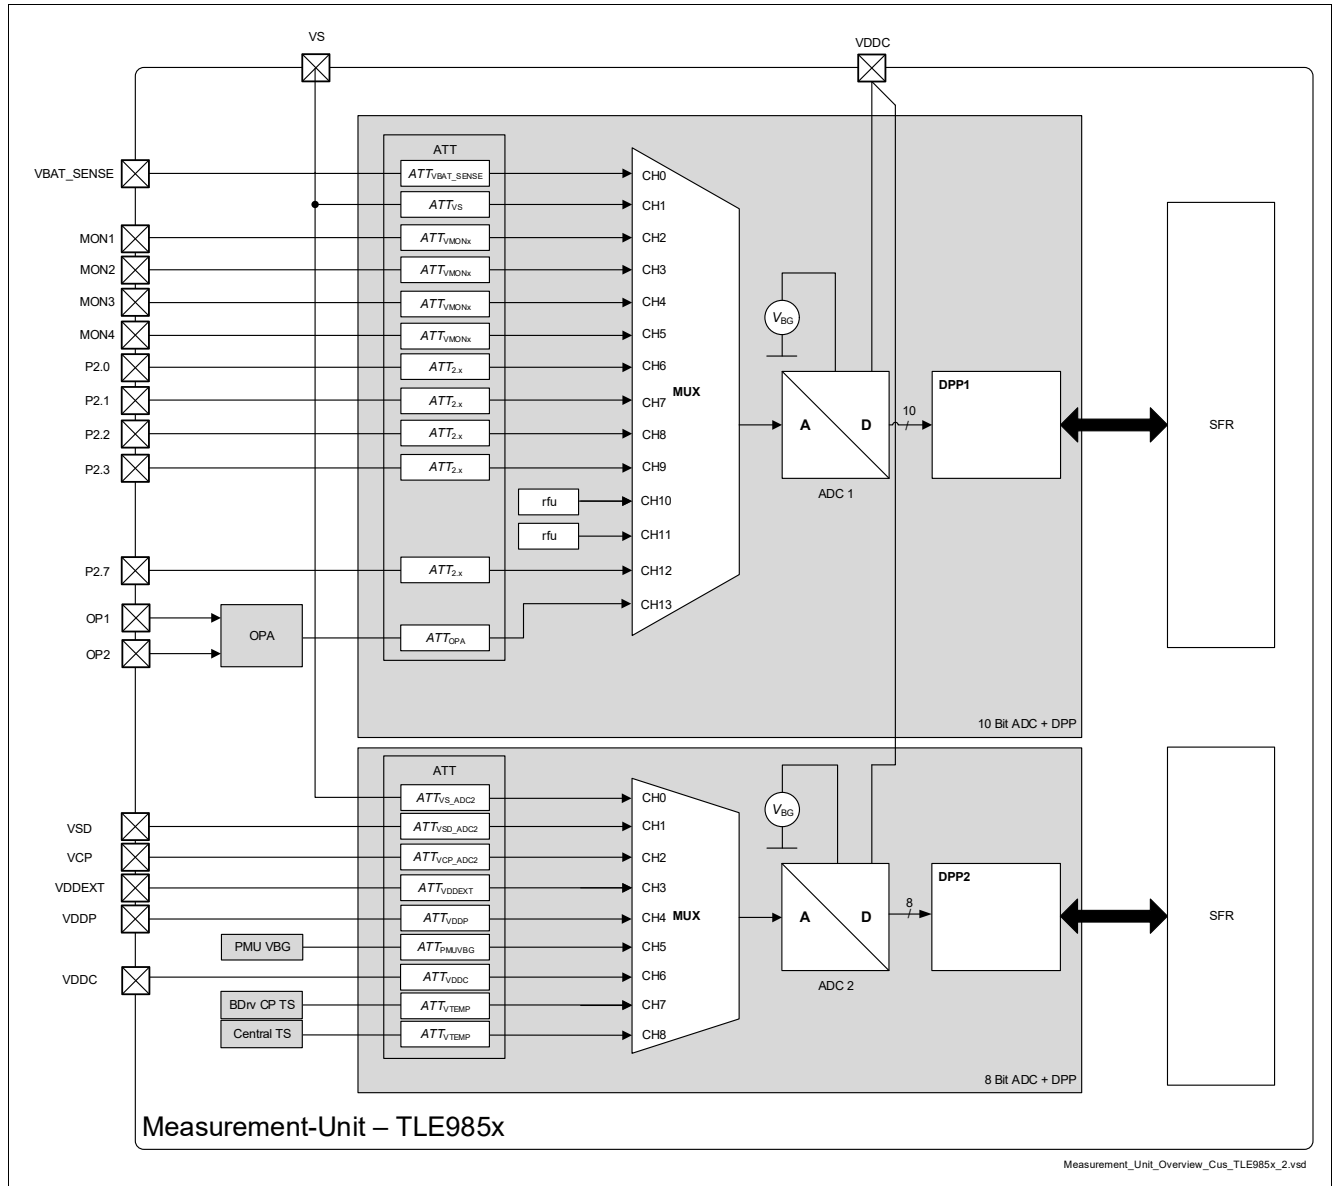 VS
VDDC
ATT
VBAT_SENSE
ATTVBAT_SENSE
CH0
ATTVS
CH1
MON1
ATTVMONx
CH2
MON2
ATTVMONx
CH3
MON3
ATTVMONx
CH4
VBG
MON4
ATTVMONx
CH5
P2.0
ATT2.x
CH6
DPP1
P2.1
ATT2.x
CH7
MUX
10
P2.2
ATT2.x
CH8
A
D
SFR
P2.3
ATT2.x
CH9
ADC 1
rfu
CH10
rfu
CH11
P2.7
ATT2.x
CH12
CH13
OP1
OPA
ATTOPA
OP2
10 Bit ADC + DPP
ATT
ATTVS_ADC2
CH0
VBG
VSD
ATTVSD_ADC2
CH1
VCP
ATTVCP_ADC2
CH2
VDDEXT
ATTVDDEXT
CH3
DPP2
VDDP
ATTVDDP
CH4
MUX
8
A
D
SFR
PMU VBG
ATTPMUVBG
CH5
VDDC
ATTVDDC
CH6
ADC 2
BDrv CP TS
ATTVTEMP
CH7
Central TS
ATTVTEMP
CH8
8 Bit ADC + DPP
Measurement-Unit – TLE985x
Measurement_Unit_Overview_Cus_TLE985x_2.vsd